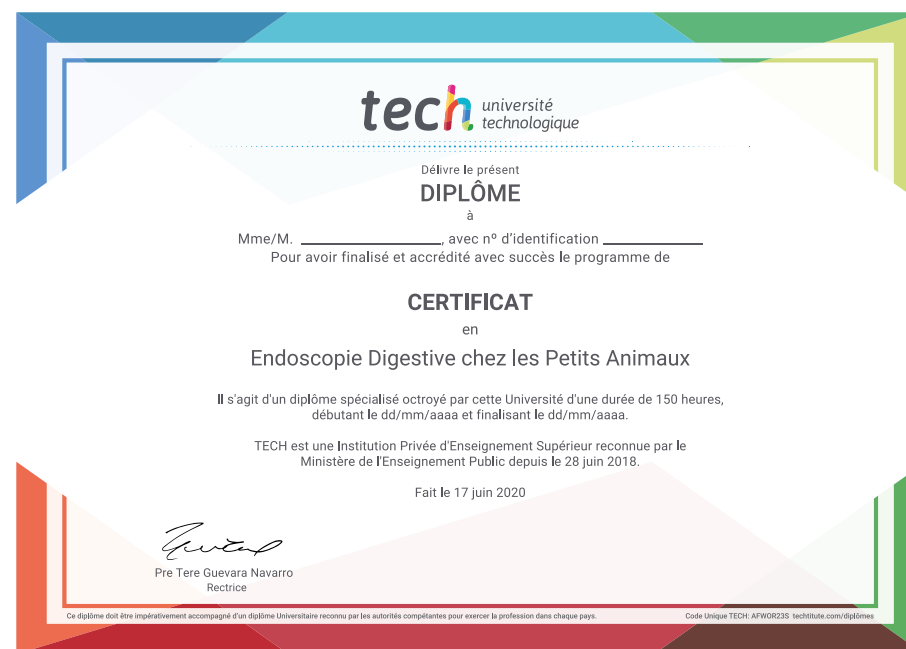 tech université
technologique
Délivre le présent
DIPLÔME
à
Mme/M. ____________________, avec nº d'identification ______________
Pour avoir finalisé et accrédité avec succès le programme de
CERTIFICAT
en
Endoscopie Digestive chez les Petits Animaux
Il s'agit d'un diplôme spécialisé octroyé par cette Université d'une durée de 150 heures,
débutant le dd/mm/aaaa et finalisant le dd/mm/aaaa.
TECH est une Institution Privée d'Enseignement Supérieur reconnue par le
Ministère de l'Enseignement Public depuis le 28 juin 2018.
Fait le 17 juin 2020
Pre Tere Guevara Navarro
Rectrice
Ce diplôme doit être impérativement accompagné d'un diplôme Universitaire reconnu par les autorités compétentes pour exercer la profession dans chaque pays.
Code Unique TECH: AFWOR23S techtitute.com/diplômes